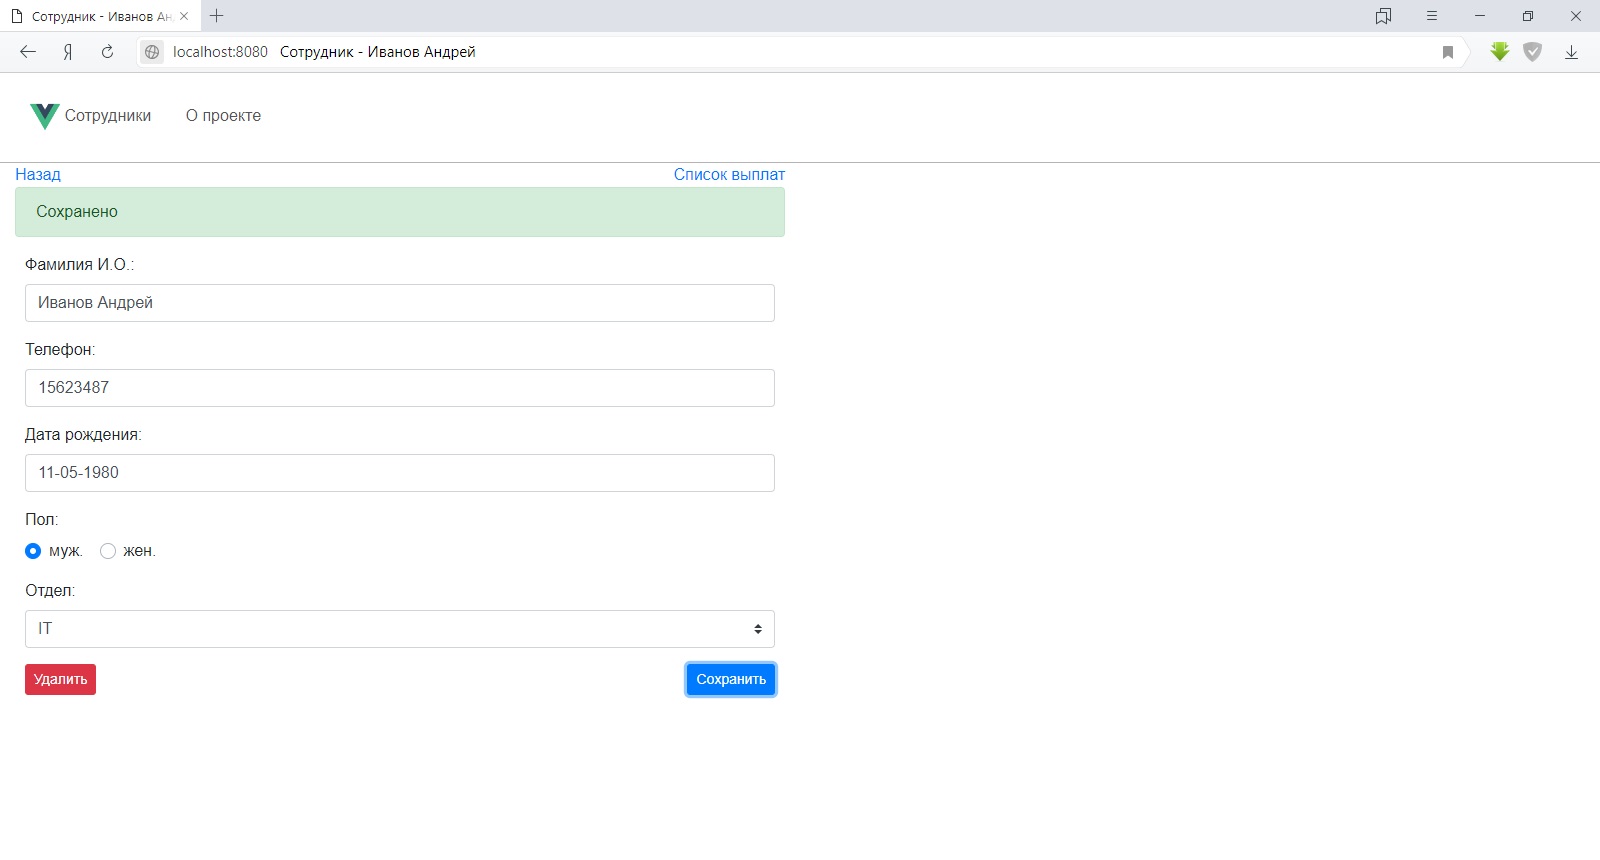 Сотрудник - Иванов Ан
localhost:8080 Сотрудник - Иванов Андрей
Сотрудники О проекте
Назад Список выплат
Сохранено
Фамилия И.О.:
Иванов Андрей
Телефон:
15623487
Дата рождения:
11-05-1980
Пол:
муж. жен.
Отдел:
IT
Удалить Сохранить